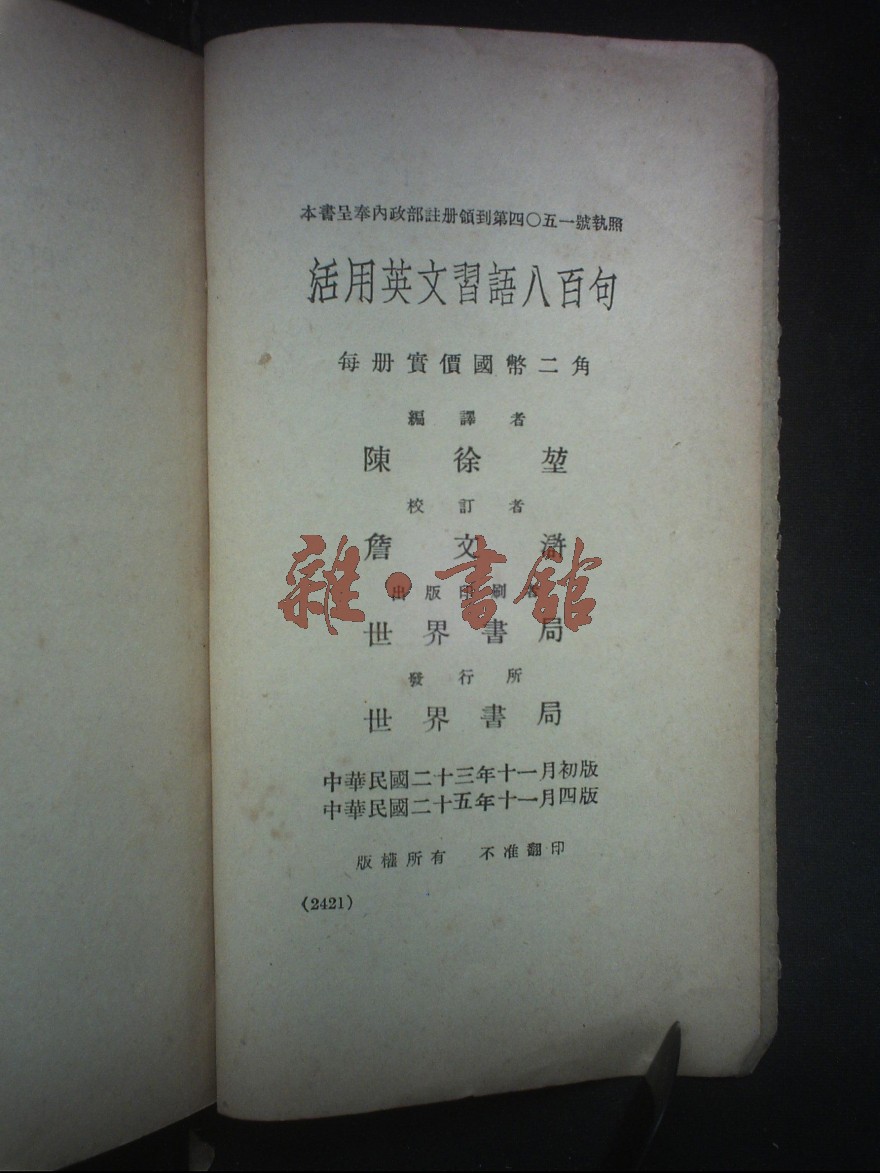 本書呈奉內政部註册領到第四〇五一號執照
活用英文習語八百句
每册實價國幣二角
編譯者
陳徐堃
校訂者
詹文滸
出版印刷者
世界書局
發行所
世界書局
中華民國二十三年十一月初版
中華民國二十五年十一月四版
版權所有 不准翻印
(2421)
雜·書館